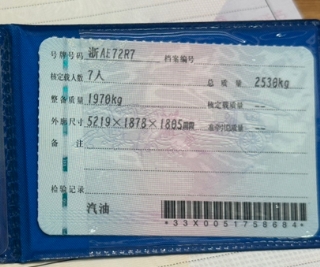 号牌号码 浙AE72R7 档案编号
核定载人数 7人 总质量 2530kg
整备质量 1970kg 核定载质量 --
外廓尺寸 5219×1878×1805mm 准牵引总质量 --
备注
检验记录
汽油
*33X0051758684*